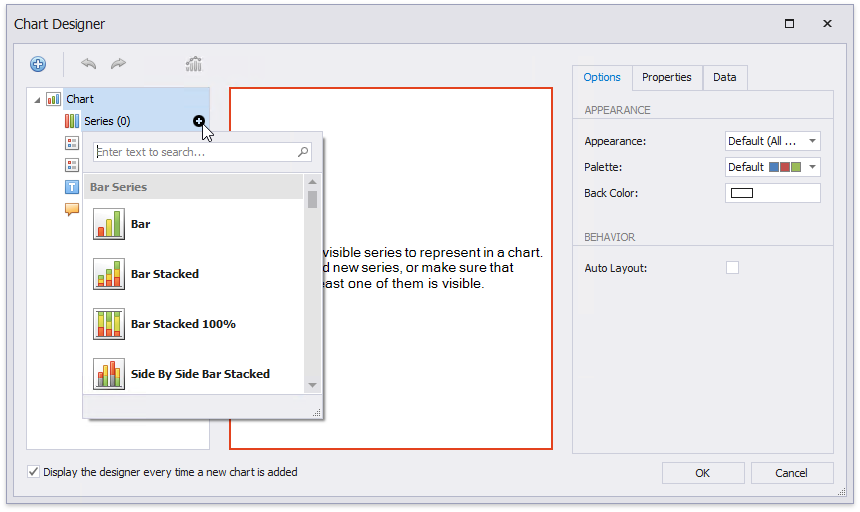 Chart Designer
Chart
Series (0)
Enter text to search...
Bar Series
Bar
Bar Stacked
Bar Stacked 100%
Side By Side Bar Stacked
visible series to represent in a chart.
new series, or make sure that
one of them is visible.
Options
Properties
Data
APPEARANCE
Appearance:
Default (All ...
Palette:
Default
Back Color:
BEHAVIOR
Auto Layout:
Display the designer every time a new chart is added
OK
Cancel